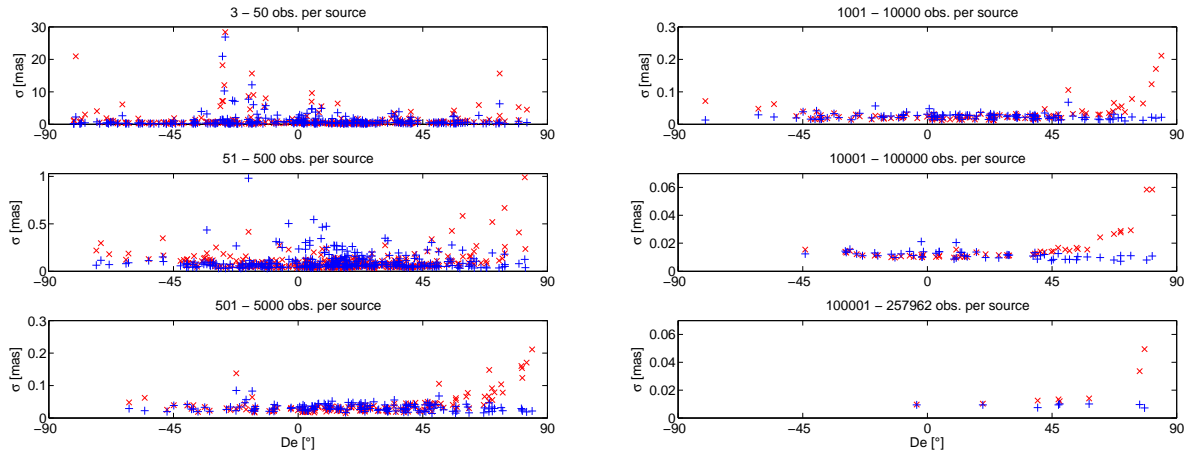 3 − 50 obs. per source
30
20
10
0
σ [mas]
−90 −45 0 45 90
51 − 500 obs. per source
1
0.5
0
σ [mas]
−90 −45 0 45 90
501 − 5000 obs. per source
0.3
0.2
0.1
0
σ [mas]
−90 −45 0 45 90
De [°]
1001 − 10000 obs. per source
0.3
0.2
0.1
0
σ [mas]
−90 −45 0 45 90
10001 − 100000 obs. per source
0.06
0.04
0.02
0
σ [mas]
−90 −45 0 45 90
100001 − 257962 obs. per source
0.06
0.04
0.02
0
σ [mas]
−90 −45 0 45 90
De [°]